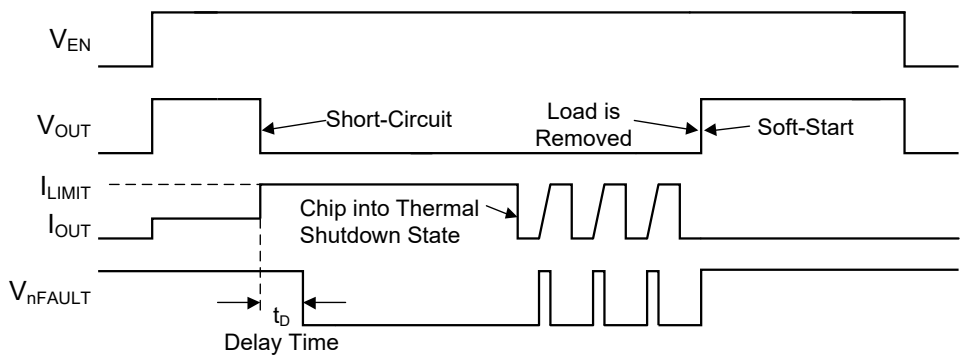 VEN
VOUT
Short-Circuit
Load is
Removed
Soft-Start
ILIMIT
IOUT
Chip into Thermal
Shutdown State
VnFAULT
tD
Delay Time